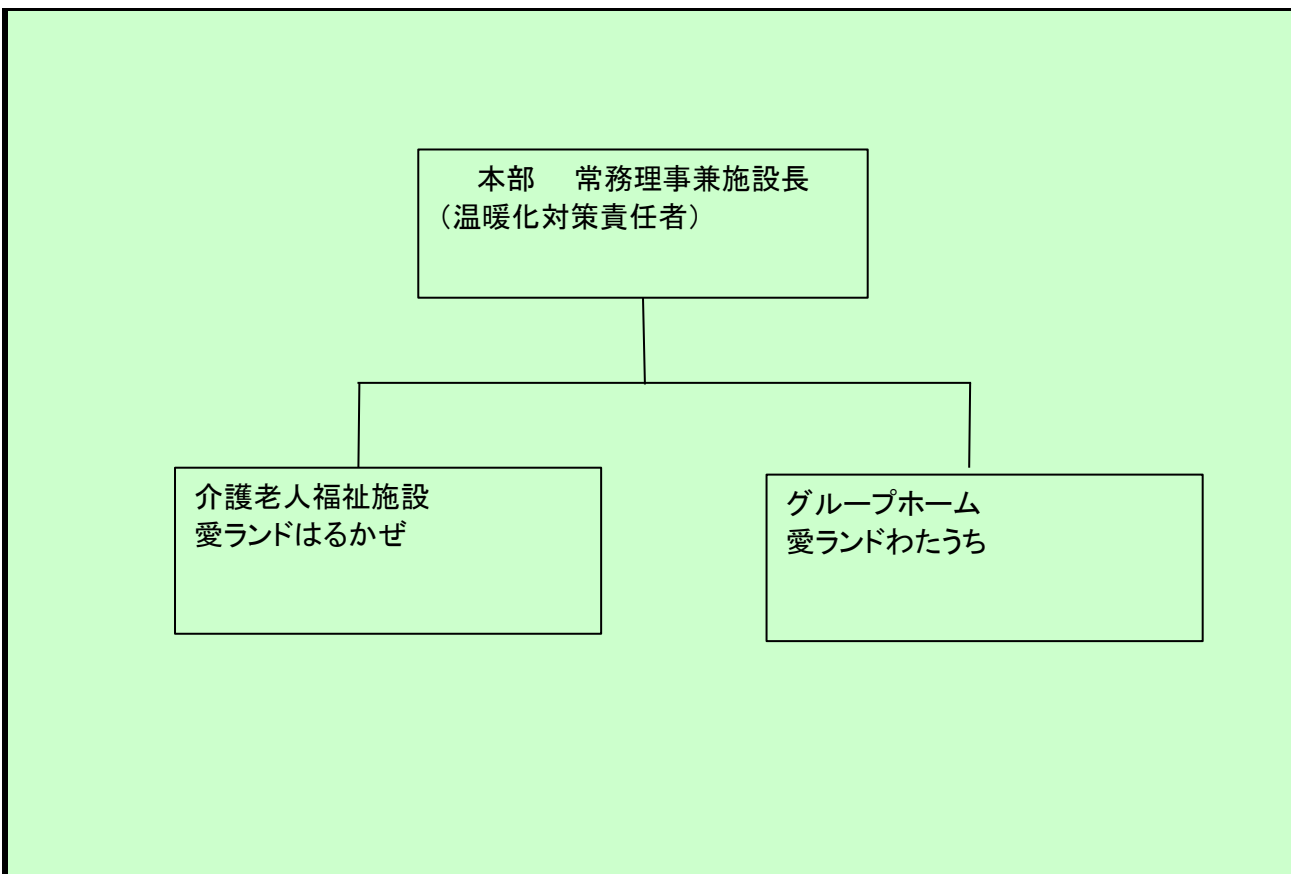 本部　常務理事兼施設長
（温暖化対策責任者）
介護老人福祉施設
愛ランドはるかぜ
グループホーム
愛ランドわたうち